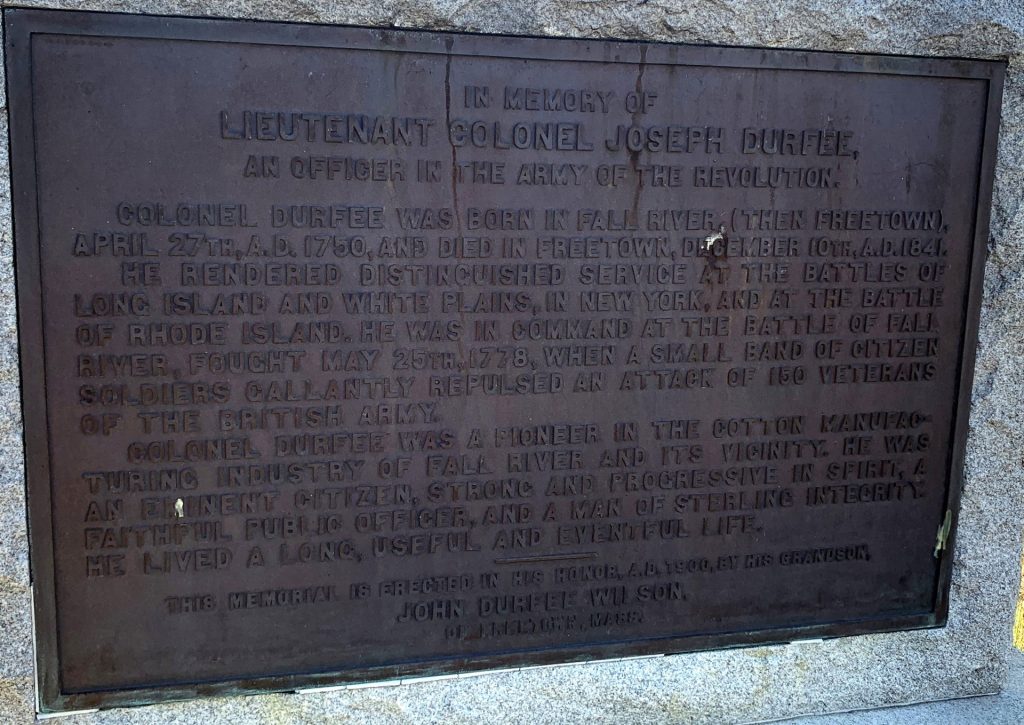 IN MEMORY OF
LIEUTENANT COLONEL JOSEPH DURFEE,
AN OFFICER IN THE ARMY OF THE REVOLUTION.
COLONEL DURFEE WAS BORN IN FALL RIVER, (THEN FREETOWN),
APRIL 27TH, A.D. 1750, AND DIED IN FREETOWN, DECEMBER 10TH, A.D. 1841.
HE RENDERED DISTINGUISHED SERVICE AT THE BATTLES OF
LONG ISLAND AND WHITE PLAINS, IN NEW YORK, AND AT THE BATTLE
OF RHODE ISLAND. HE WAS IN COMMAND AT THE BATTLE OF FALL
RIVER, FOUGHT MAY 25TH, 1778, WHEN A SMALL BAND OF CITIZEN
SOLDIERS GALLANTLY REPULSED AN ATTACK OF 150 VETERANS
OF THE BRITISH ARMY.
COLONEL DURFEE WAS A PIONEER IN THE COTTON MANUFAC-
TURING INDUSTRY OF FALL RIVER AND ITS VICINITY. HE WAS
AN EMINENT CITIZEN, STRONG AND PROGRESSIVE IN SPIRIT, A
FAITHFUL PUBLIC OFFICER, AND A MAN OF STERLING INTEGRITY.
HE LIVED A LONG, USEFUL AND EVENTFUL LIFE.
THIS MEMORIAL IS ERECTED IN HIS HONOR, A.D. 1900, BY HIS GRANDSON,
JOHN DURFEE WILSON.
OF FREETOWN, MASS.